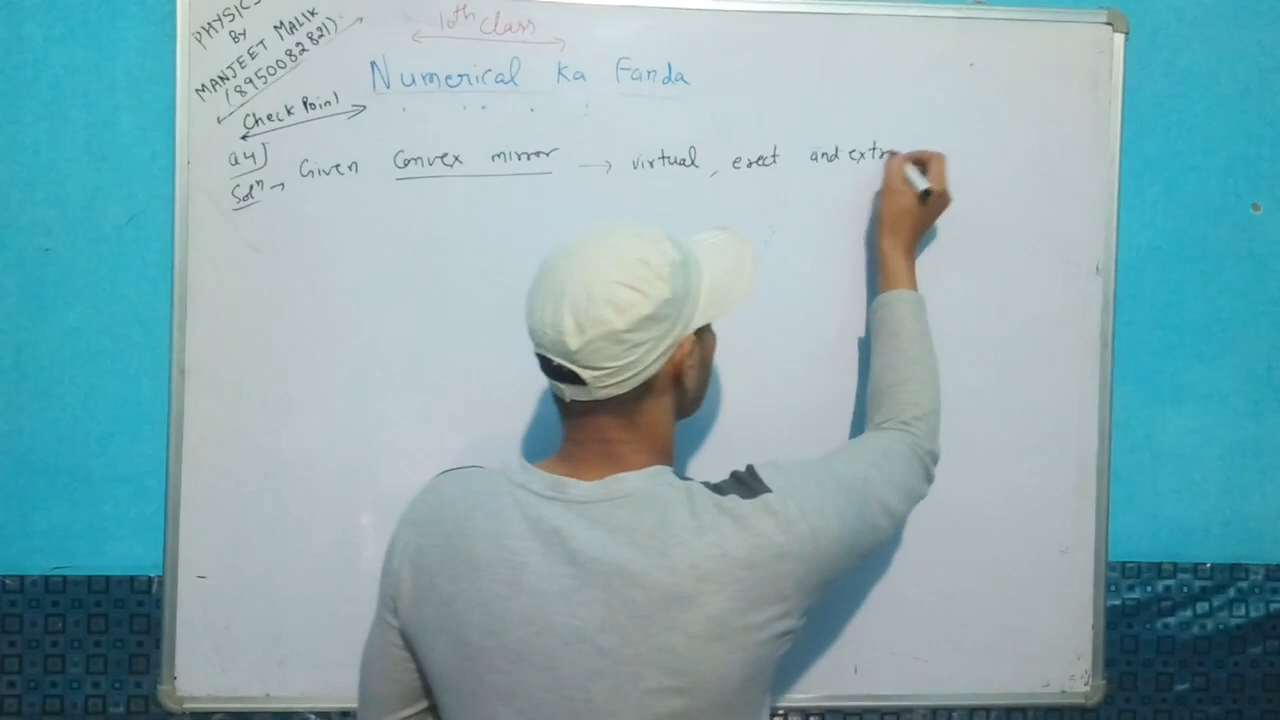 PHYSICS
By
MANJEET MALIK
(8950082821)
10th class
Numerical ka Fanda
Check Point
Q4)
Solⁿ → Given Convex mirror → virtual, erect and extr